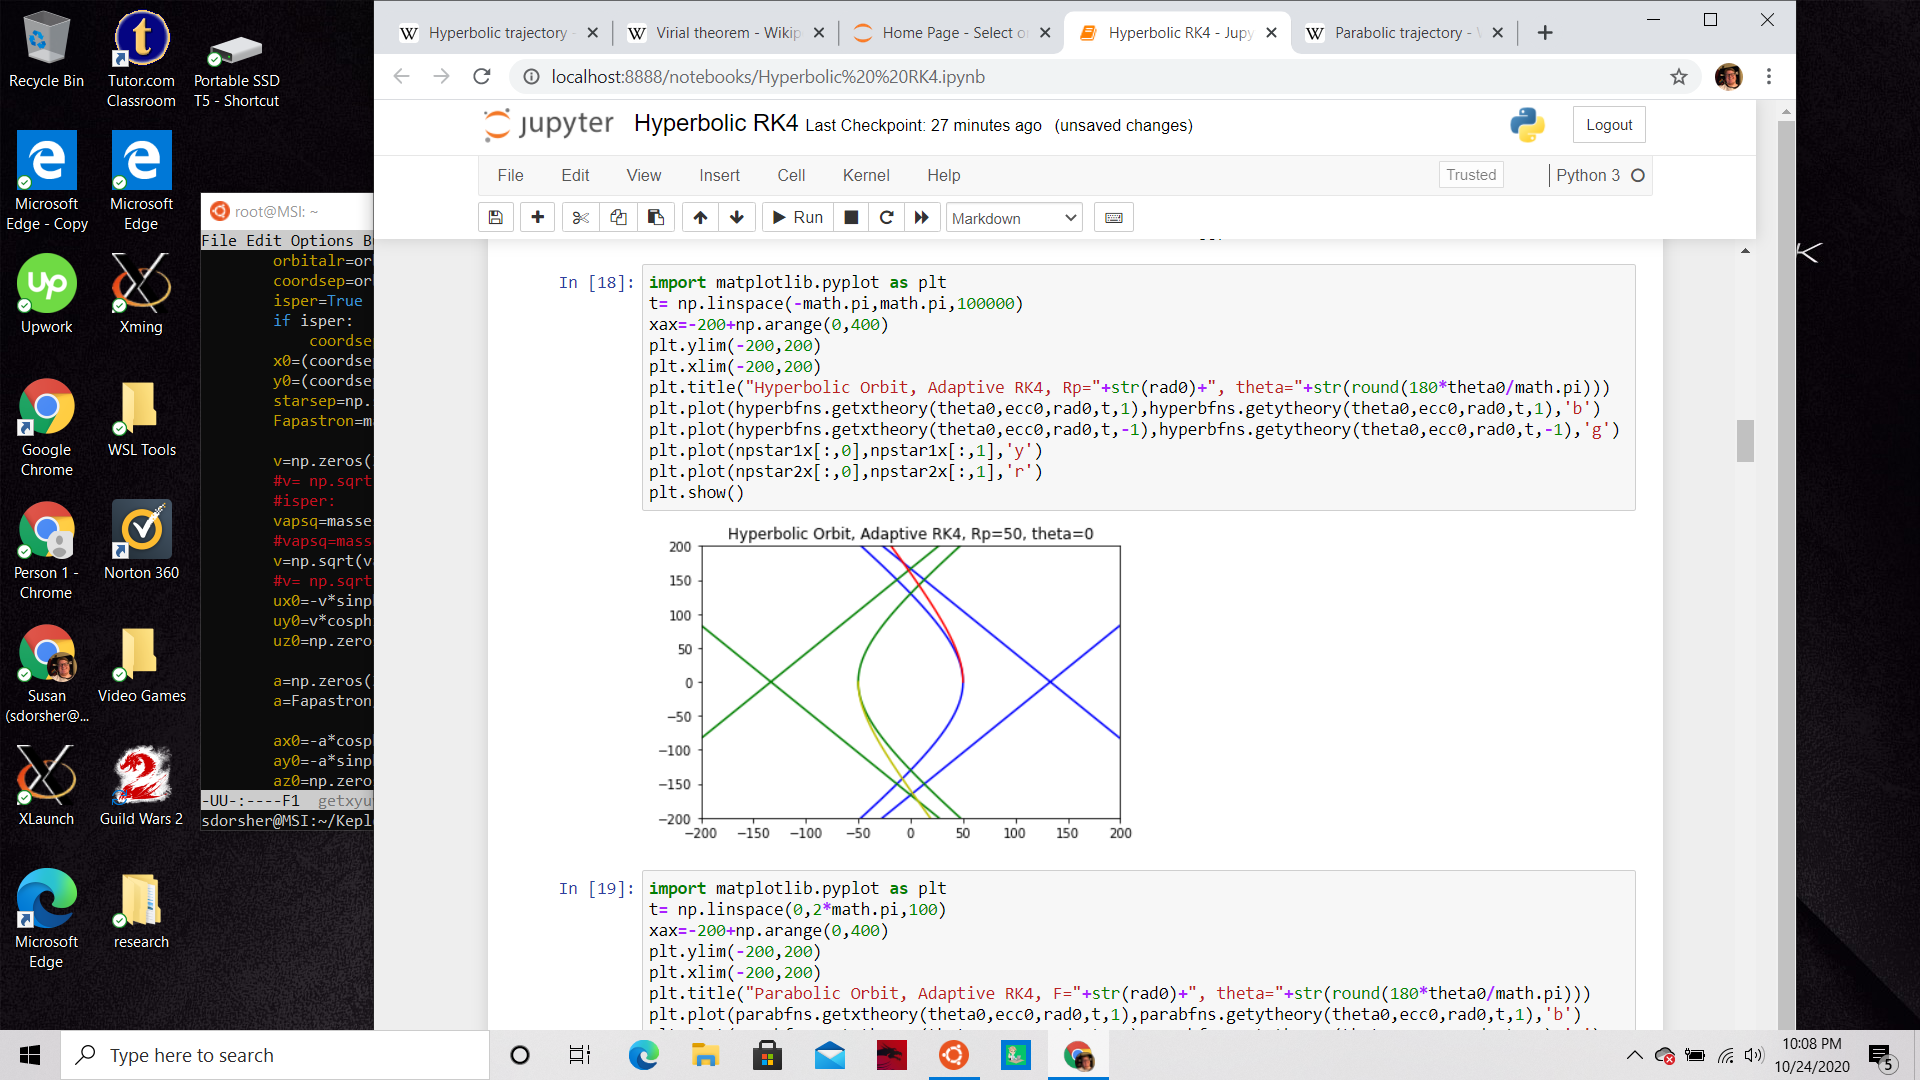 Recycle Bin
Tutor.com
Classroom
Portable SSD
T5 - Shortcut
Microsoft
Edge - Copy
Microsoft
Edge
Upwork
Xming
Google
Chrome
WSL Tools
Person 1 -
Chrome
Norton 360
Susan
(sdorsher@...
Video Games
XLaunch
Guild Wars 2
Microsoft
Edge
research
root@MSI: ~
File Edit Options B
orbitalr=or
coordsep=or
isper=True
if isper:
coordse
x0=(coordsep
y0=(coordse
starsep=np.
Fapastron=m
v=np.zeros(
#v= np.sqrt
#isper:
vapsq=masse
#vapsq=mass
v=np.sqrt(v
#v= np.sqrt
ux0=-v*sinp
uy0=v*cosph
uz0=np.zero
a=np.zeros(
a=Fapastron
ax0=-a*cosp
ay0=-a*sinp
az0=np.zero
-UU-:----F1 getxyu
sdorsher@MSI:~/Kepl
Hyperbolic trajectory -
Virial theorem - Wikip
Home Page - Select o
Hyperbolic RK4 - Jupy
Parabolic trajectory -
localhost:8888/notebooks/Hyperbolic%20%20RK4.ipynb
jupyter Hyperbolic RK4 Last Checkpoint: 27 minutes ago (unsaved changes)
Logout
File Edit View Insert Cell Kernel Help
Trusted
Python 3
Run
Markdown
In [18]:
import matplotlib.pyplot as plt
t= np.linspace(-math.pi,math.pi,100000)
xax=-200+np.arange(0,400)
plt.ylim(-200,200)
plt.xlim(-200,200)
plt.title("Hyperbolic Orbit, Adaptive RK4, Rp="+str(rad0)+", theta="+str(round(180*theta0/math.pi)))
plt.plot(hyperbfns.getxtheory(theta0,ecc0,rad0,t,1),hyperbfns.getytheory(theta0,ecc0,rad0,t,1),'b')
plt.plot(hyperbfns.getxtheory(theta0,ecc0,rad0,t,-1),hyperbfns.getytheory(theta0,ecc0,rad0,t,-1),'g')
plt.plot(npstar1x[:,0],npstar1x[:,1],'y')
plt.plot(npstar2x[:,0],npstar2x[:,1],'r')
plt.show()
Hyperbolic Orbit, Adaptive RK4, Rp=50, theta=0
200
150
100
50
0
−50
−100
−150
−200
−200 −150 −100 −50 0 50 100 150 200
In [19]:
import matplotlib.pyplot as plt
t= np.linspace(0,2*math.pi,100)
xax=-200+np.arange(0,400)
plt.ylim(-200,200)
plt.xlim(-200,200)
plt.title("Parabolic Orbit, Adaptive RK4, F="+str(rad0)+", theta="+str(round(180*theta0/math.pi)))
plt.plot(parabfns.getxtheory(theta0,ecc0,rad0,t,1),parabfns.getytheory(theta0,ecc0,rad0,t,1),'b')
Type here to search
10:08 PM
10/24/2020
5